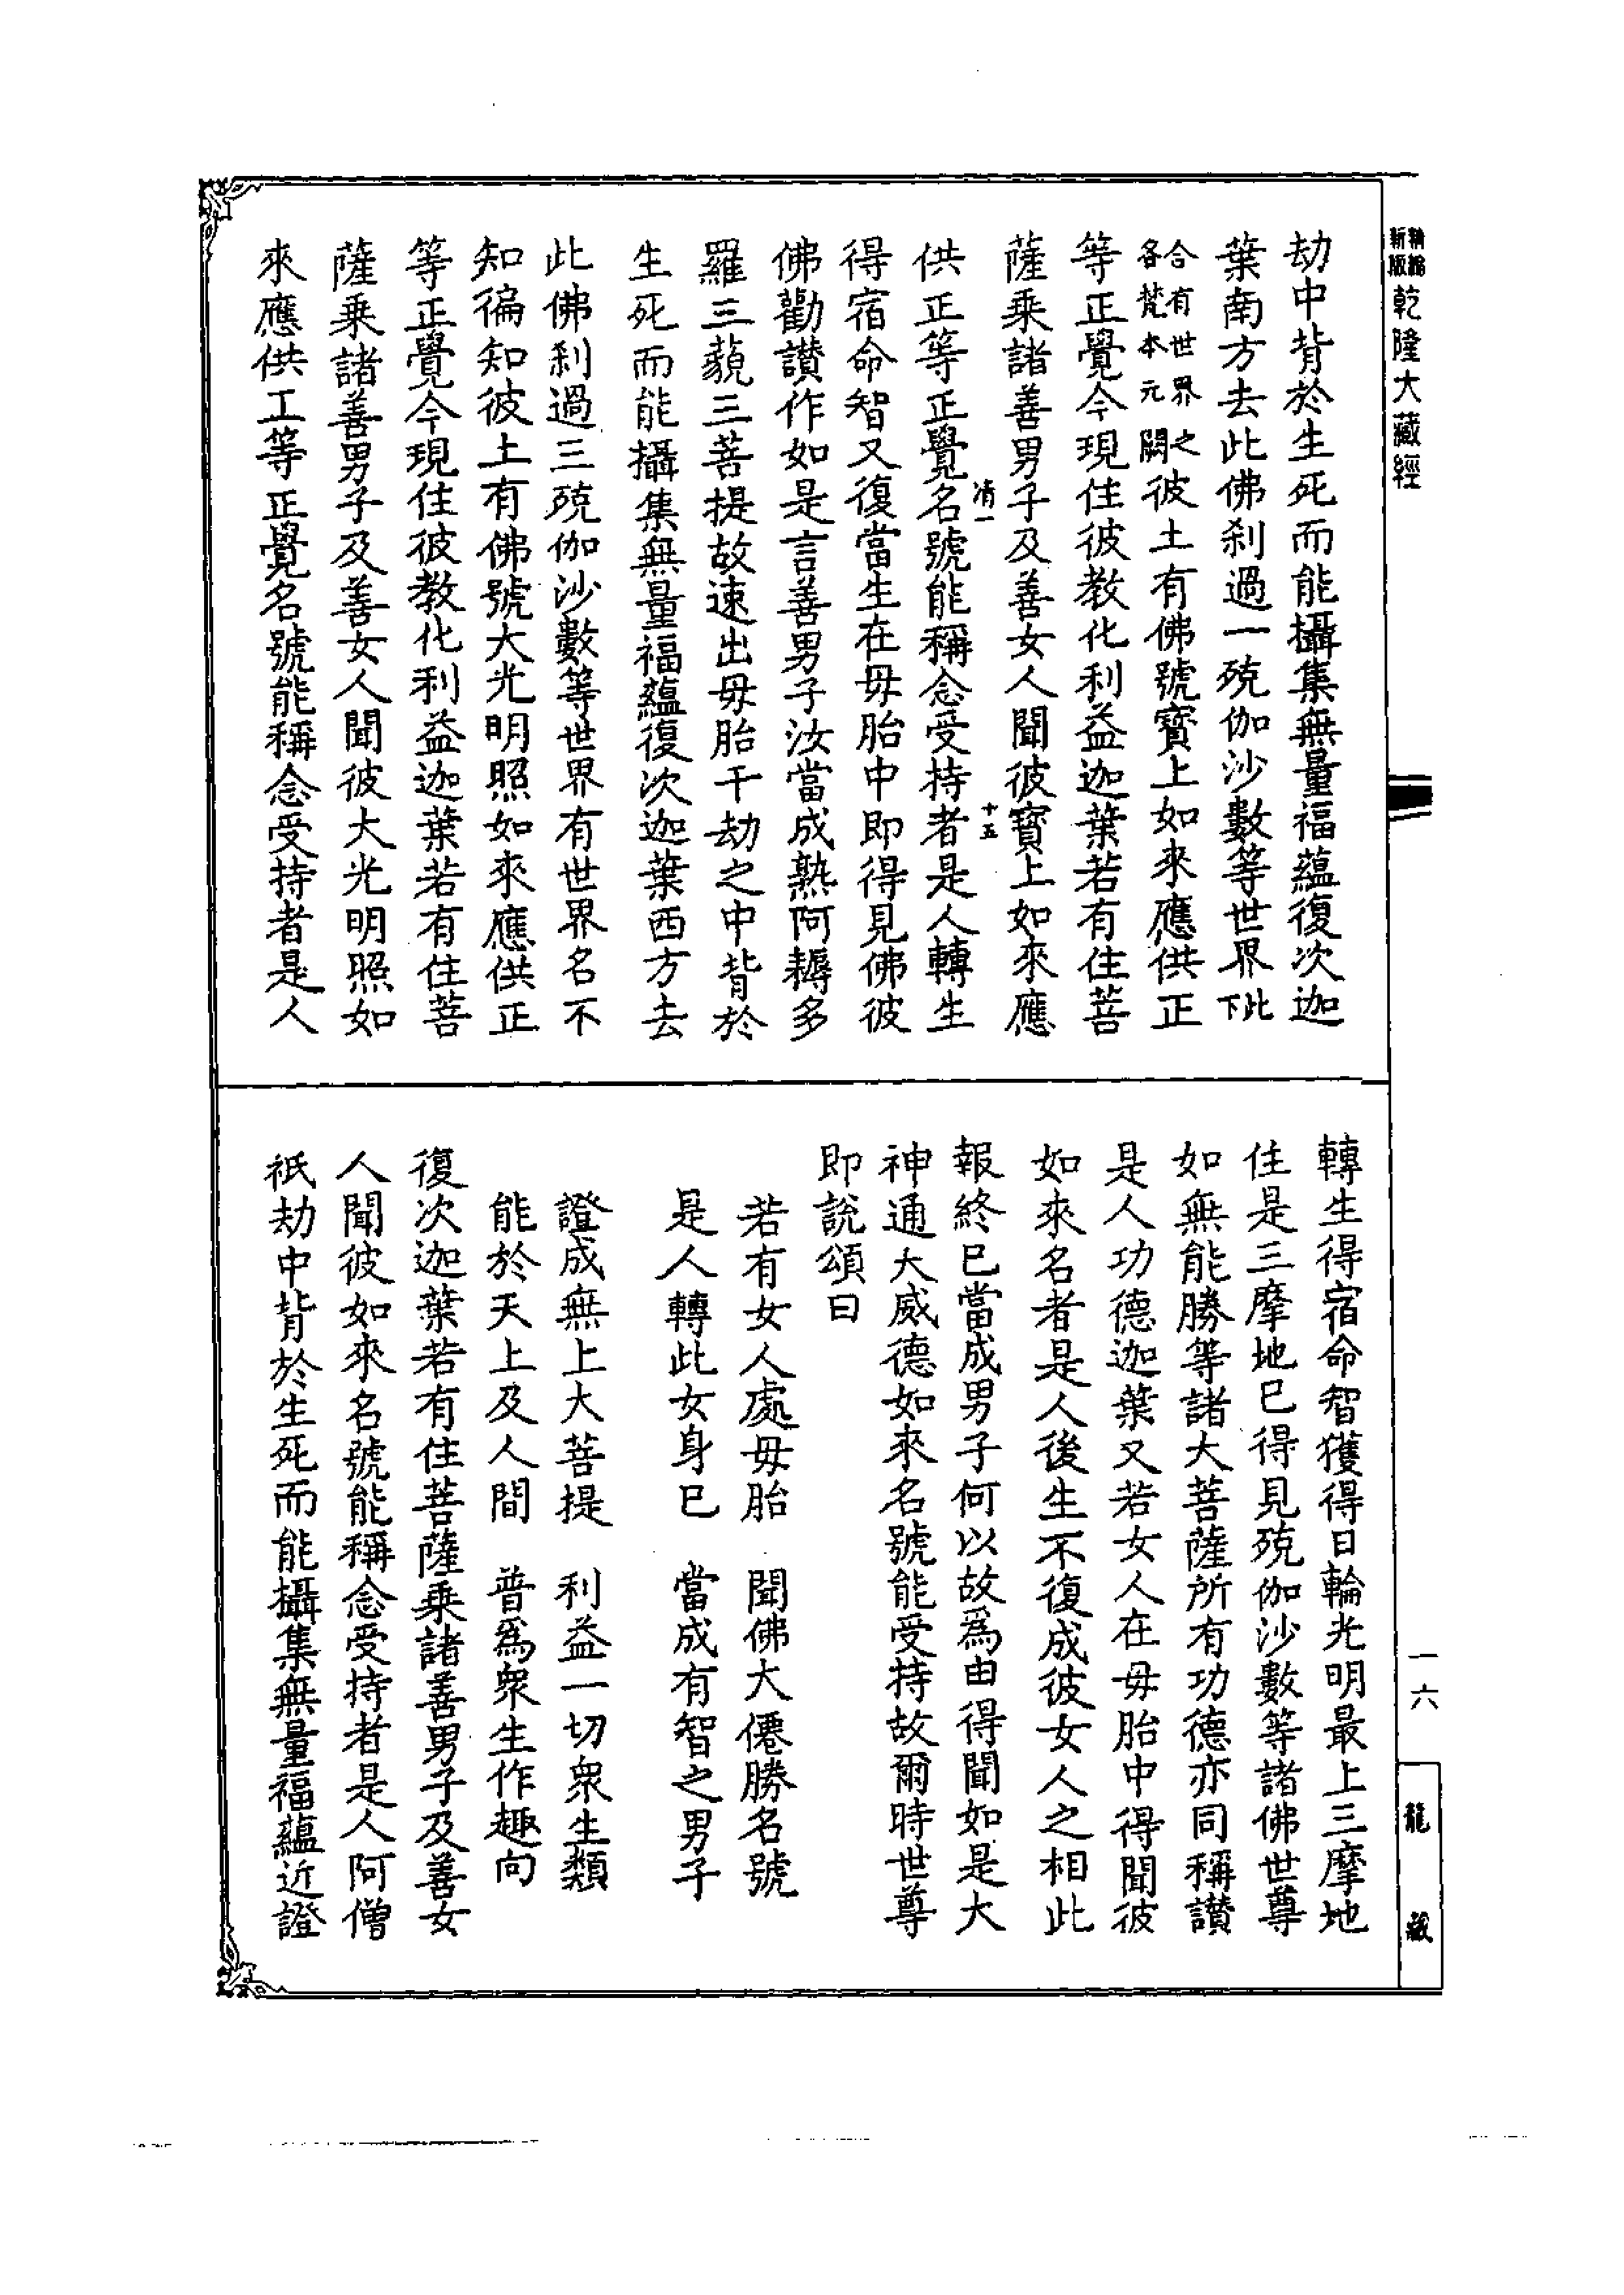 新編縮版 乾隆大藏經
劫中背於生死而能攝集無量福蘊復次迦
葉南方去此佛剎過一殑伽沙數等世界此下
合有世界之
各梵本元闕
彼土有佛號寶上如來應供正
等正覺今現住彼教化利益迦葉若有住菩
薩乘諸善男子及善女人聞彼寶上如來應
清一 十五
供正等正覺名號能稱念受持者是人轉生
得宿命智又復當生在母胎中即得見佛彼
佛勸讚作如是言善男子汝當成熟阿耨多
羅三藐三菩提故速出母胎千劫之中背於
生死而能攝集無量福蘊復次迦葉西方去
此佛剎過三殑伽沙數等世界有世界名不
知徧知彼上有佛號大光明照如來應供正
等正覺今現住彼教化利益迦葉若有住菩
薩乘諸善男子及善女人聞彼大光明照如
來應供工等正覺名號能稱念受持者是人
轉生得宿命智獲得日輪光明最上三摩地
住是三摩地已得見殑伽沙數等諸佛世尊
如無能勝等諸大菩薩所有功德亦同稱讚
是人功德迦葉又若女人在母胎中得聞彼
如來名者是人後生不復成彼女人之相此
報終已當成男子何以故為由得聞如是大
神通大威德如來名號能受持故爾時世尊
即說頌曰
若有女人處母胎 聞佛大僊勝名號
是人轉此女身已 當成有智之男子
證成無上大菩提 利益一切眾生類
能於天上及人間 普為眾生作趣向
復次迦葉若有住菩薩乘諸善男子及善女
人聞彼如來名號能稱念受持者是人阿僧
祇劫中背於生死而能攝集無量福蘊近證
一六
龍藏